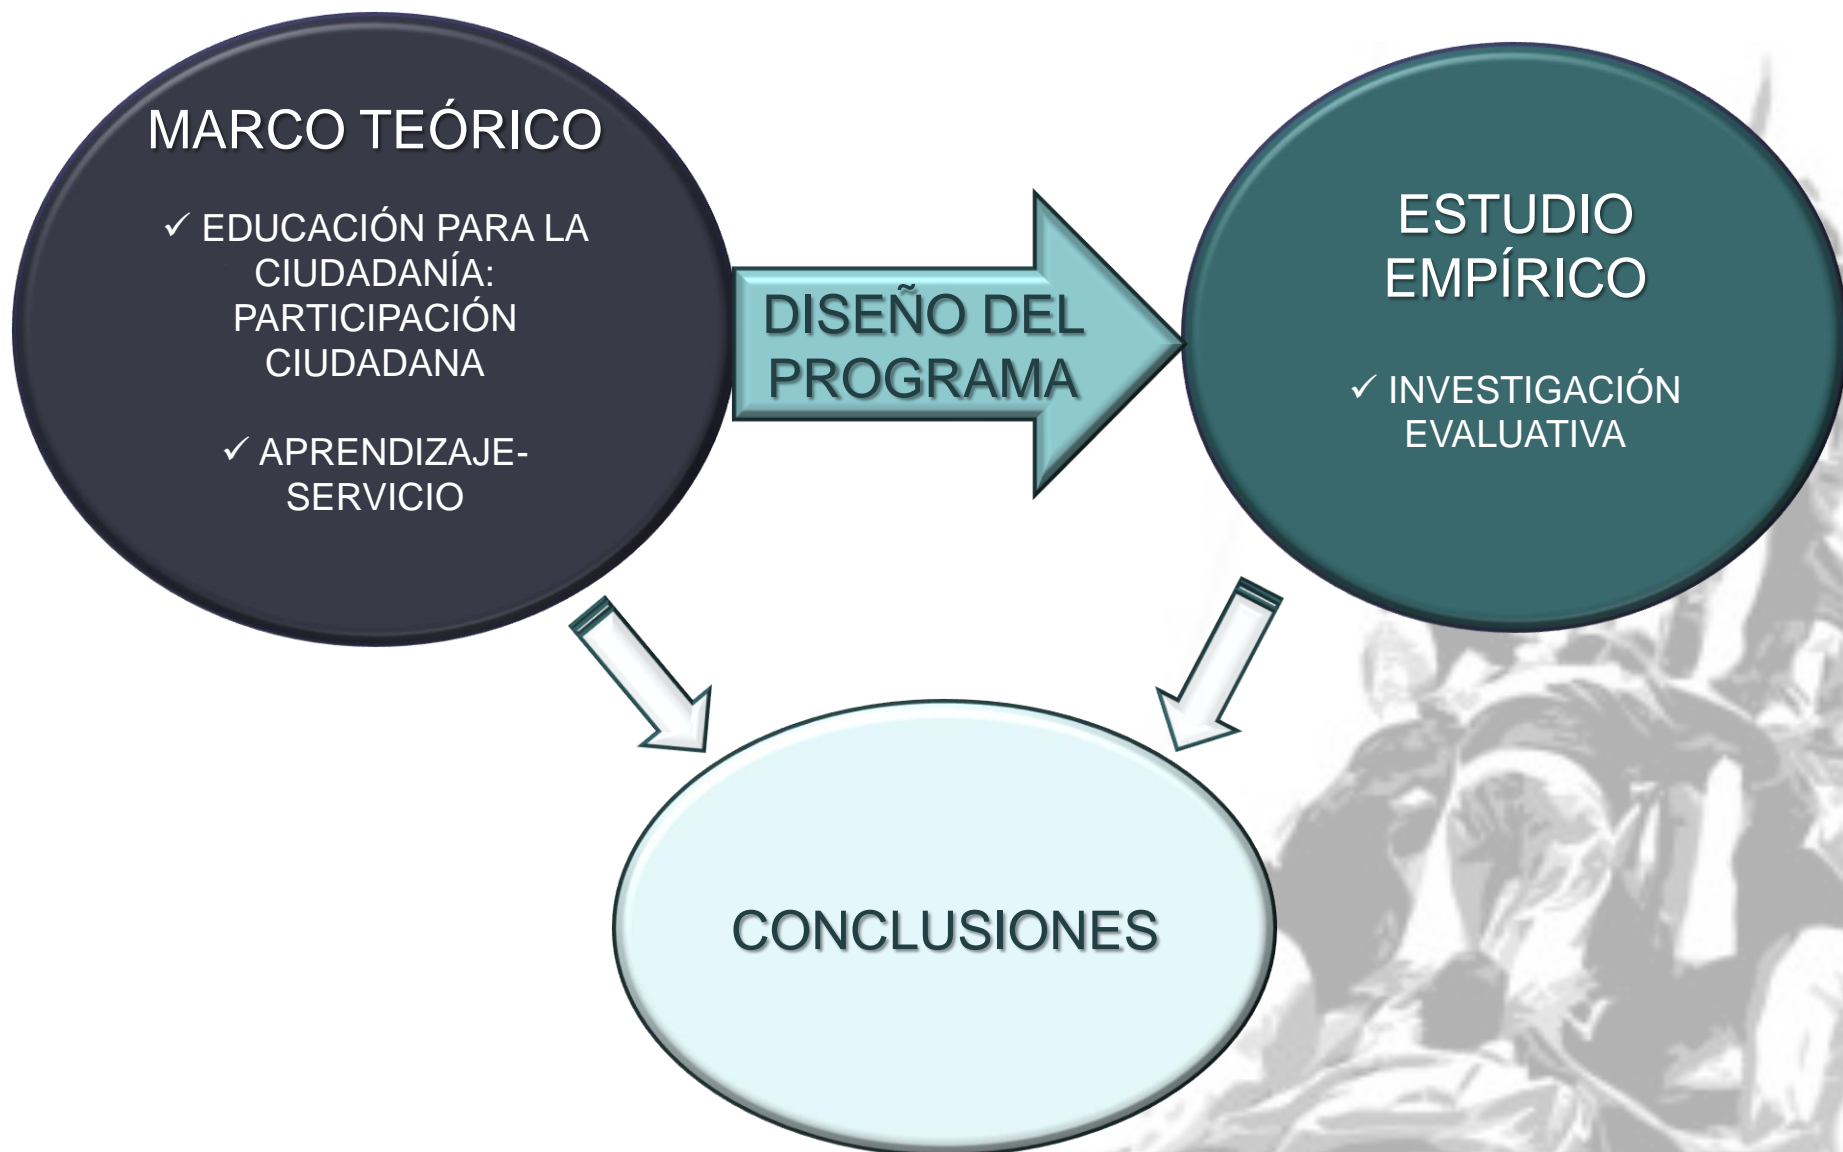 MARCO TEÓRICO
✓ EDUCACIÓN PARA LA
CIUDADANÍA:
PARTICIPACIÓN
CIUDADANA
✓ APRENDIZAJE-
SERVICIO
DISEÑO DEL
PROGRAMA
ESTUDIO
EMPÍRICO
✓ INVESTIGACIÓN
EVALUATIVA
CONCLUSIONES